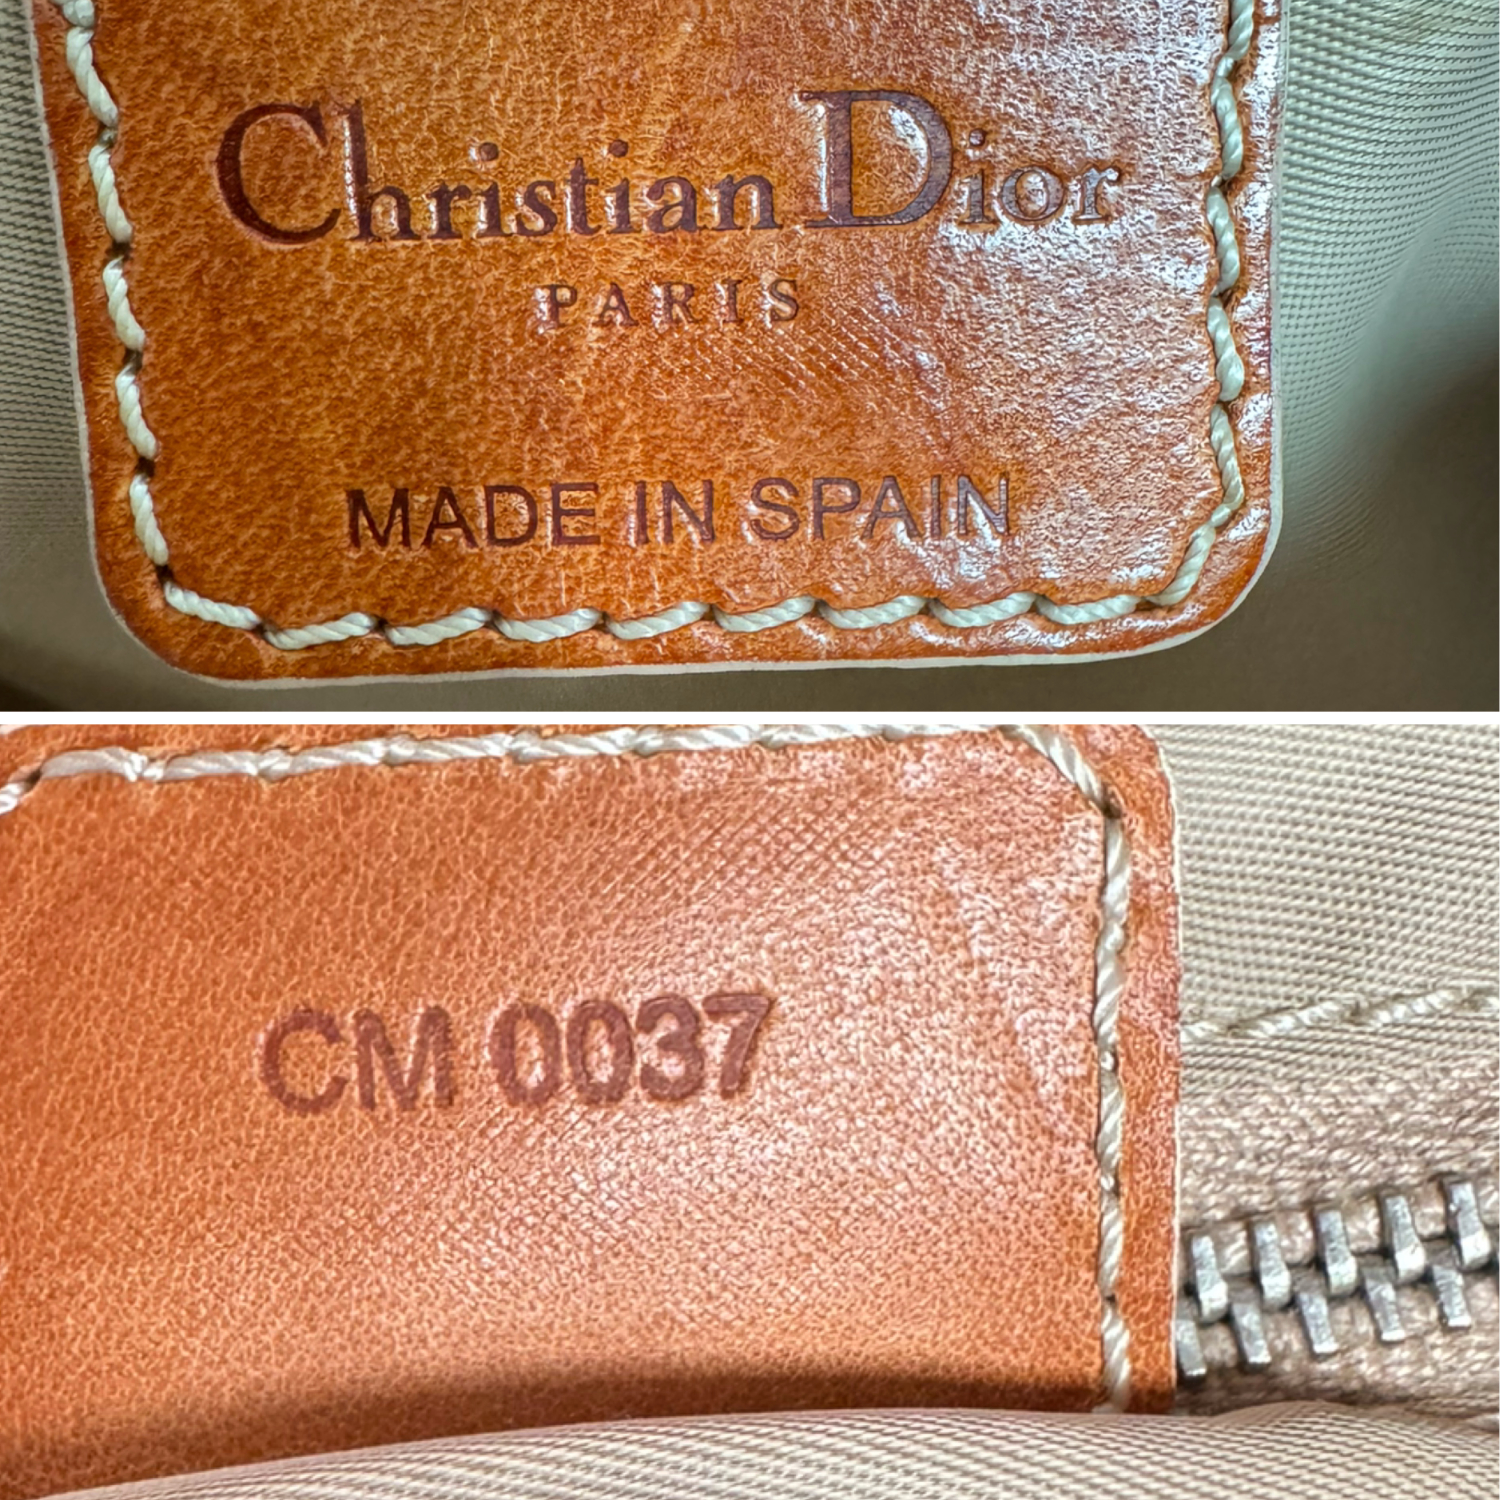 Christian Dior
PARIS
MADE IN SPAIN
CM 0037